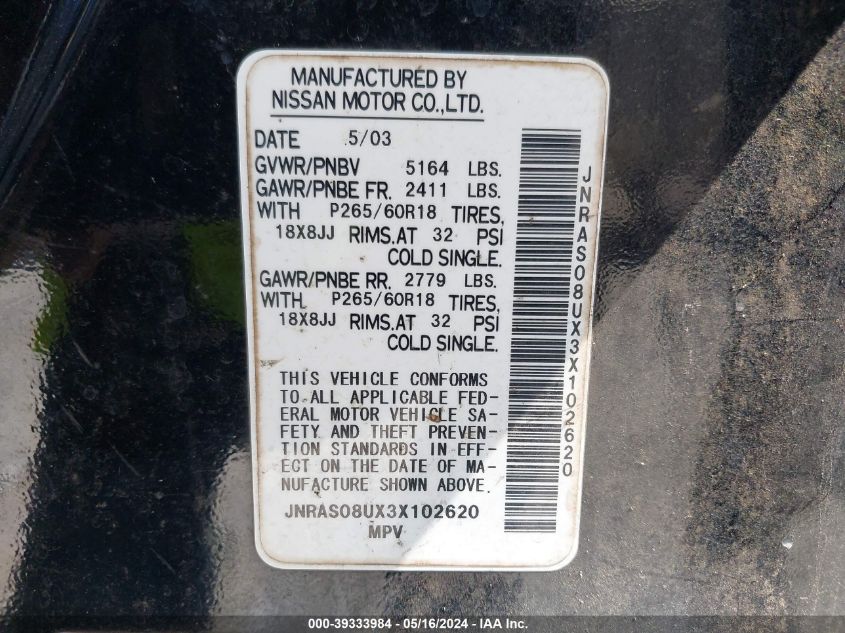 MANUFACTURED BY
NISSAN MOTOR CO.,LTD.
DATE 5/03
GVWR/PNBV 5164 LBS.
GAWR/PNBE FR. 2411 LBS.
WITH P265/60R18 TIRES,
18X8JJ RIMS.AT 32 PSI
COLD SINGLE.
GAWR/PNBE RR. 2779 LBS.
WITH P265/60R18 TIRES,
18X8JJ RIMS.AT 32 PSI
COLD SINGLE.
THIS VEHICLE CONFORMS
TO ALL APPLICABLE FED-
ERAL MOTOR VEHICLE SA-
FETY AND THEFT PREVEN-
TION STANDARDS IN EFF-
ECT ON THE DATE OF MA-
NUFACTURE SHOWN ABOVE.
JNRAS08UX3X102620
MPV
JNRAS08UX3X102620
000-39333984 - 05/16/2024 - IAAI.COM